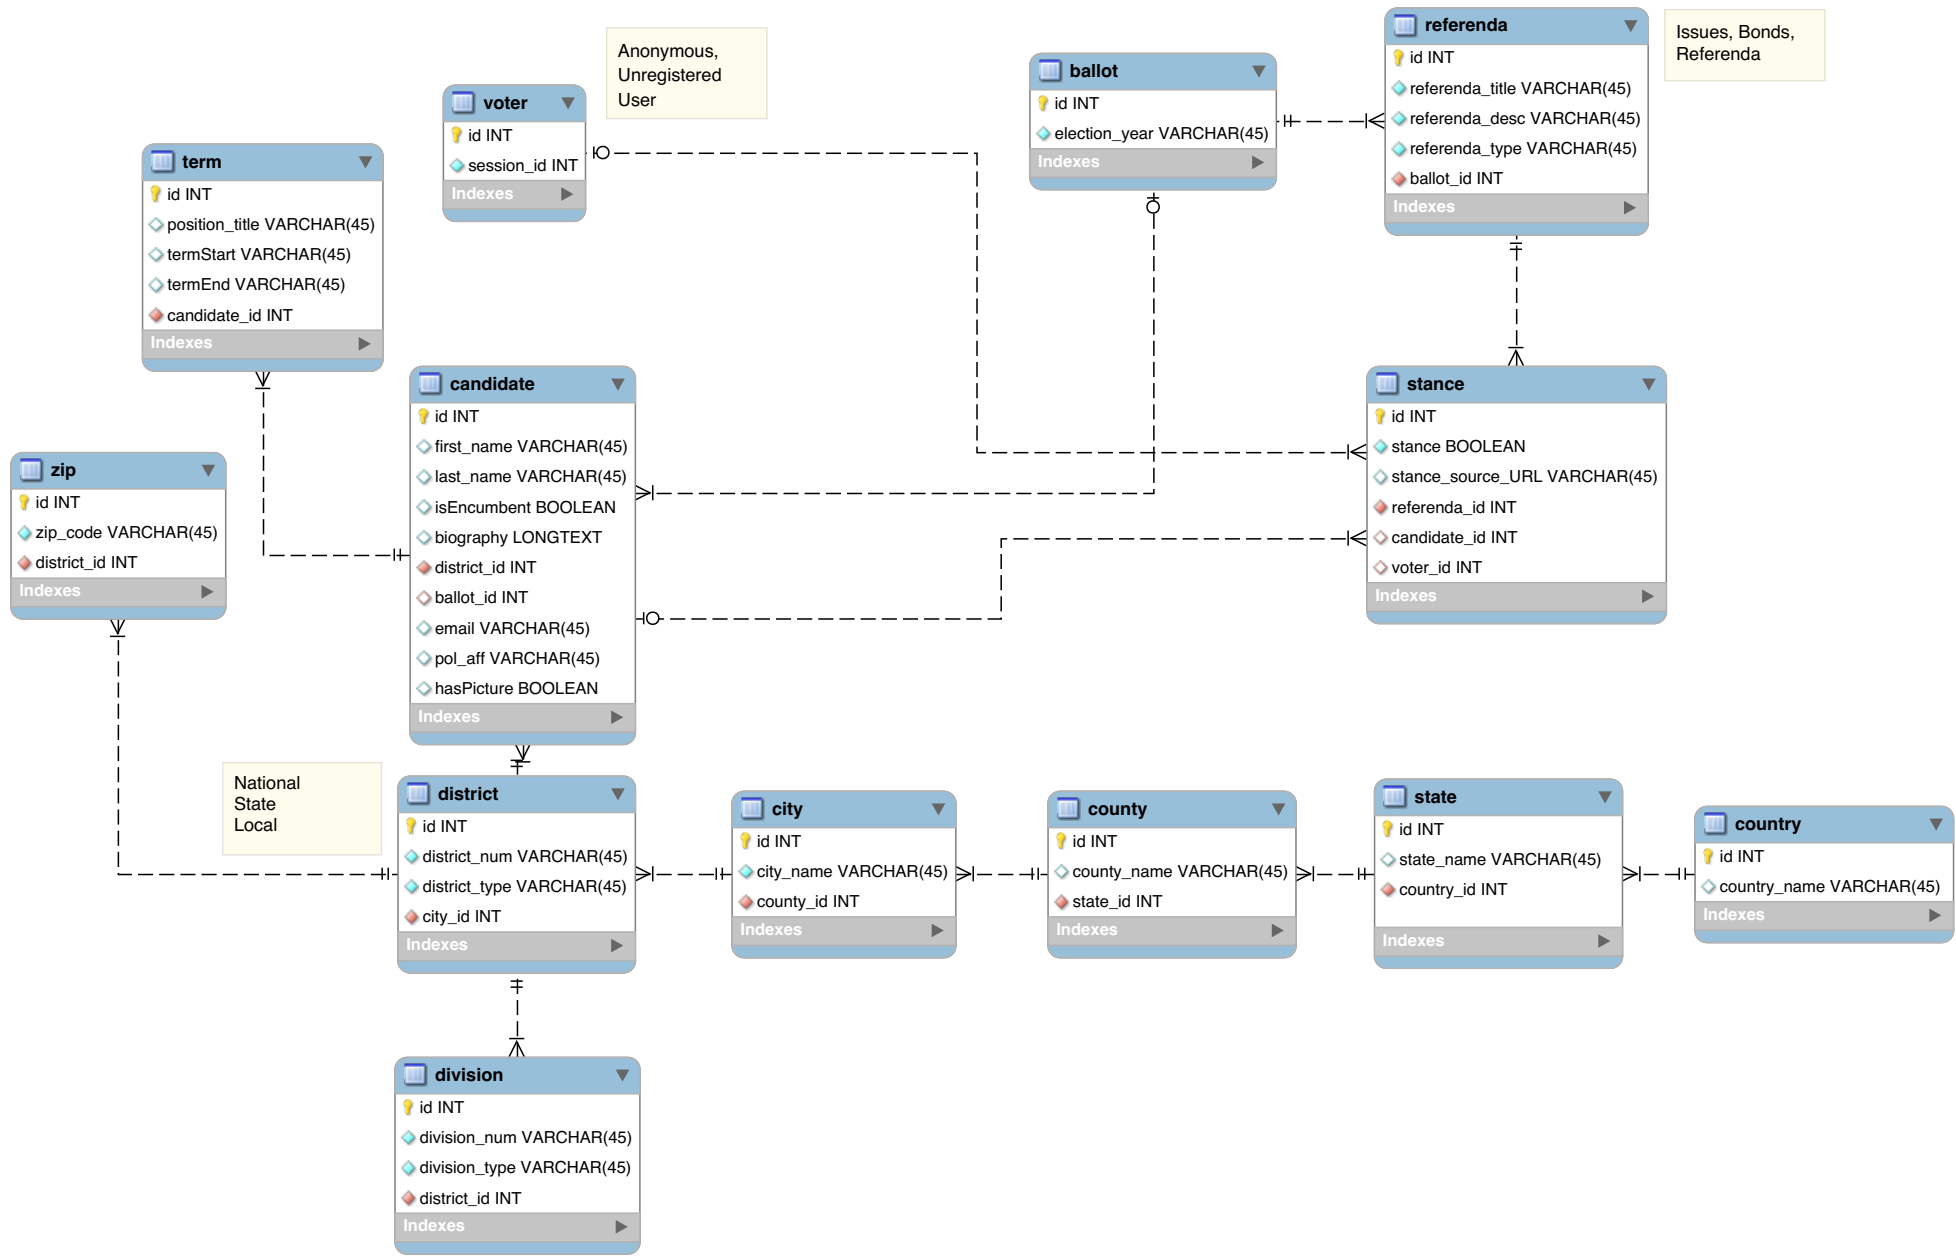 referenda
id INT
referenda_title VARCHAR(45)
referenda_desc VARCHAR(45)
referenda_type VARCHAR(45)
ballot_id INT
Indexes
Issues, Bonds,
Referenda
ballot
id INT
election_year VARCHAR(45)
Indexes
Anonymous,
Unregistered
User
voter
id INT
session_id INT
Indexes
term
id INT
position_title VARCHAR(45)
termStart VARCHAR(45)
termEnd VARCHAR(45)
candidate_id INT
Indexes
candidate
id INT
first_name VARCHAR(45)
last_name VARCHAR(45)
isEncumbent BOOLEAN
biography LONGTEXT
district_id INT
ballot_id INT
email VARCHAR(45)
pol_aff VARCHAR(45)
hasPicture BOOLEAN
Indexes
stance
id INT
stance BOOLEAN
stance_source_URL VARCHAR(45)
referenda_id INT
candidate_id INT
voter_id INT
Indexes
zip
id INT
zip_code VARCHAR(45)
district_id INT
Indexes
National
State
Local
district
id INT
district_num VARCHAR(45)
district_type VARCHAR(45)
city_id INT
Indexes
city
id INT
city_name VARCHAR(45)
county_id INT
Indexes
county
id INT
county_name VARCHAR(45)
state_id INT
Indexes
state
id INT
state_name VARCHAR(45)
country_id INT
Indexes
country
id INT
country_name VARCHAR(45)
Indexes
division
id INT
division_num VARCHAR(45)
division_type VARCHAR(45)
district_id INT
Indexes